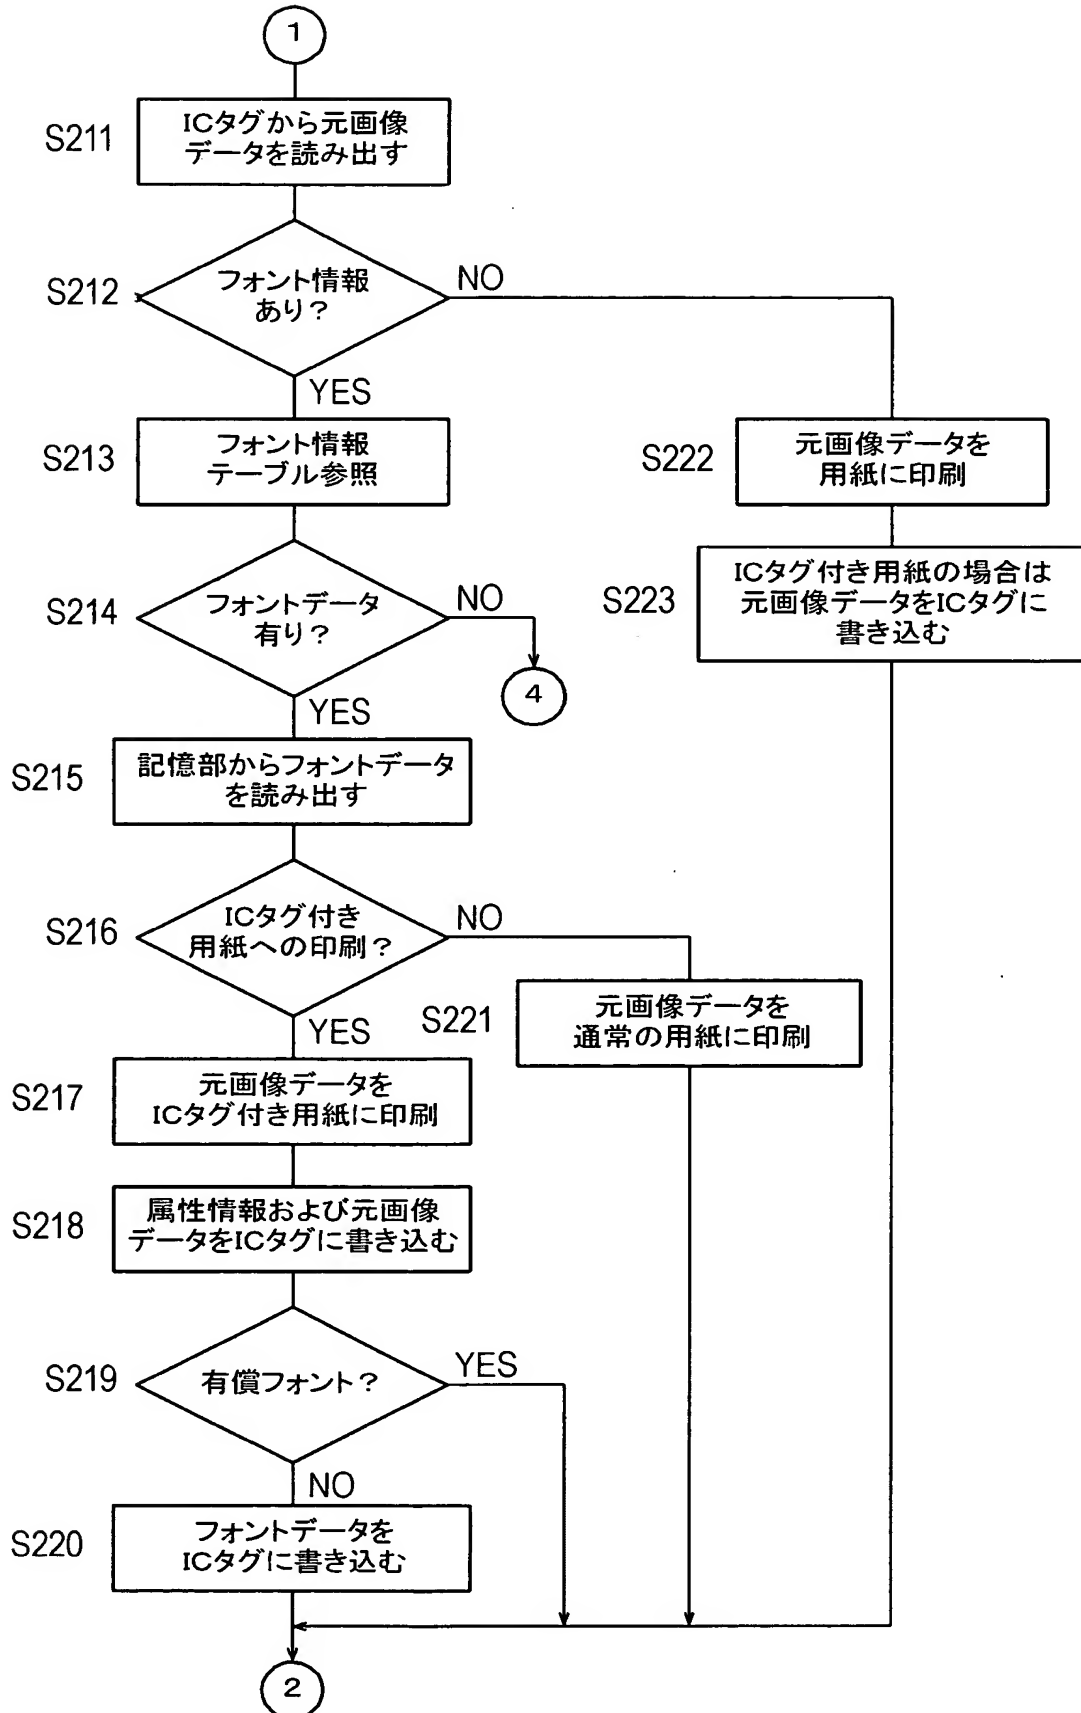 1
S211
ICタグから元画像
データを読み出す
S212
フォント情報
あり?
NO
YES
S213
フォント情報
テーブル参照
S222
元画像データを
用紙に印刷
S223
ICタグ付き用紙の場合は
元画像データをICタグに
書き込む
S214
フォントデータ
有り?
NO
4
YES
S215
記憶部からフォントデータ
を読み出す
S216
ICタグ付き
用紙への印刷?
NO
YES
S221
元画像データを
通常の用紙に印刷
S217
元画像データを
ICタグ付き用紙に印刷
S218
属性情報および元画像
データをICタグに書き込む
S219
有償フォント?
YES
NO
S220
フォントデータを
ICタグに書き込む
2